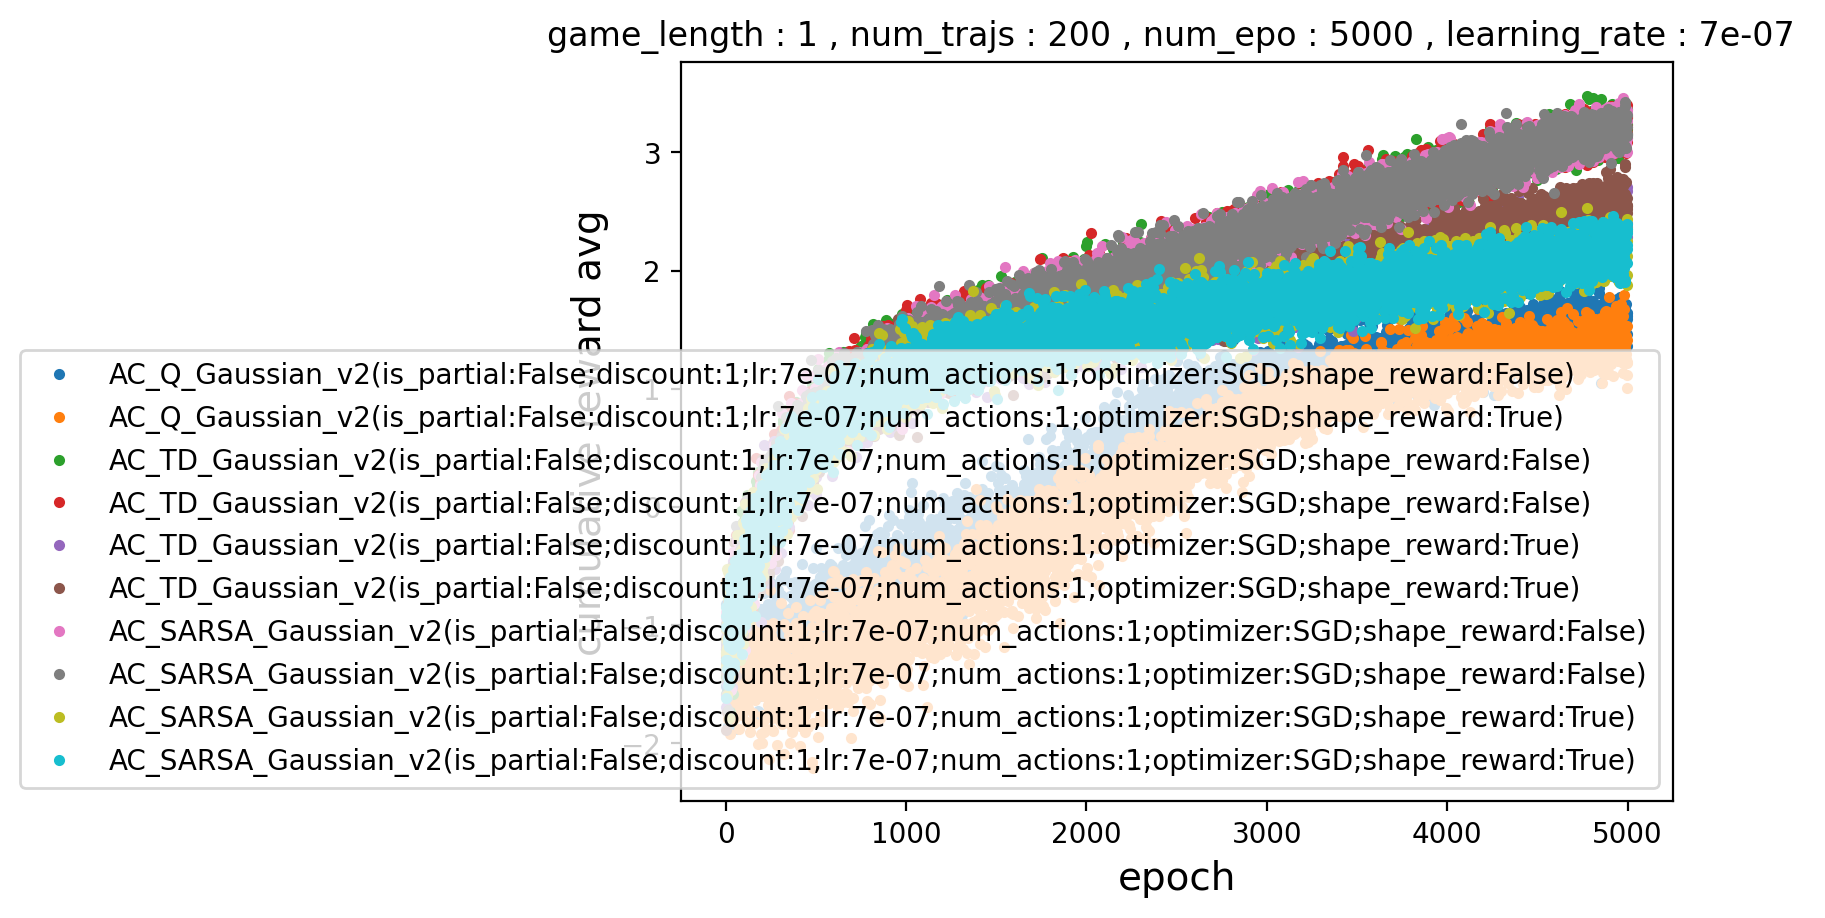 game_length : 1 , num_trajs : 200 , num_epo : 5000 , learning_rate : 7e-07
3
2
1
0
−1
−2
cumulative reward avg
AC_Q_Gaussian_v2(is_partial:False;discount:1;lr:7e-07;num_actions:1;optimizer:SGD;shape_reward:False)
AC_Q_Gaussian_v2(is_partial:False;discount:1;lr:7e-07;num_actions:1;optimizer:SGD;shape_reward:True)
AC_TD_Gaussian_v2(is_partial:False;discount:1;lr:7e-07;num_actions:1;optimizer:SGD;shape_reward:False)
AC_TD_Gaussian_v2(is_partial:False;discount:1;lr:7e-07;num_actions:1;optimizer:SGD;shape_reward:False)
AC_TD_Gaussian_v2(is_partial:False;discount:1;lr:7e-07;num_actions:1;optimizer:SGD;shape_reward:True)
AC_TD_Gaussian_v2(is_partial:False;discount:1;lr:7e-07;num_actions:1;optimizer:SGD;shape_reward:True)
AC_SARSA_Gaussian_v2(is_partial:False;discount:1;lr:7e-07;num_actions:1;optimizer:SGD;shape_reward:False)
AC_SARSA_Gaussian_v2(is_partial:False;discount:1;lr:7e-07;num_actions:1;optimizer:SGD;shape_reward:False)
AC_SARSA_Gaussian_v2(is_partial:False;discount:1;lr:7e-07;num_actions:1;optimizer:SGD;shape_reward:True)
AC_SARSA_Gaussian_v2(is_partial:False;discount:1;lr:7e-07;num_actions:1;optimizer:SGD;shape_reward:True)
0 1000 2000 3000 4000 5000
epoch